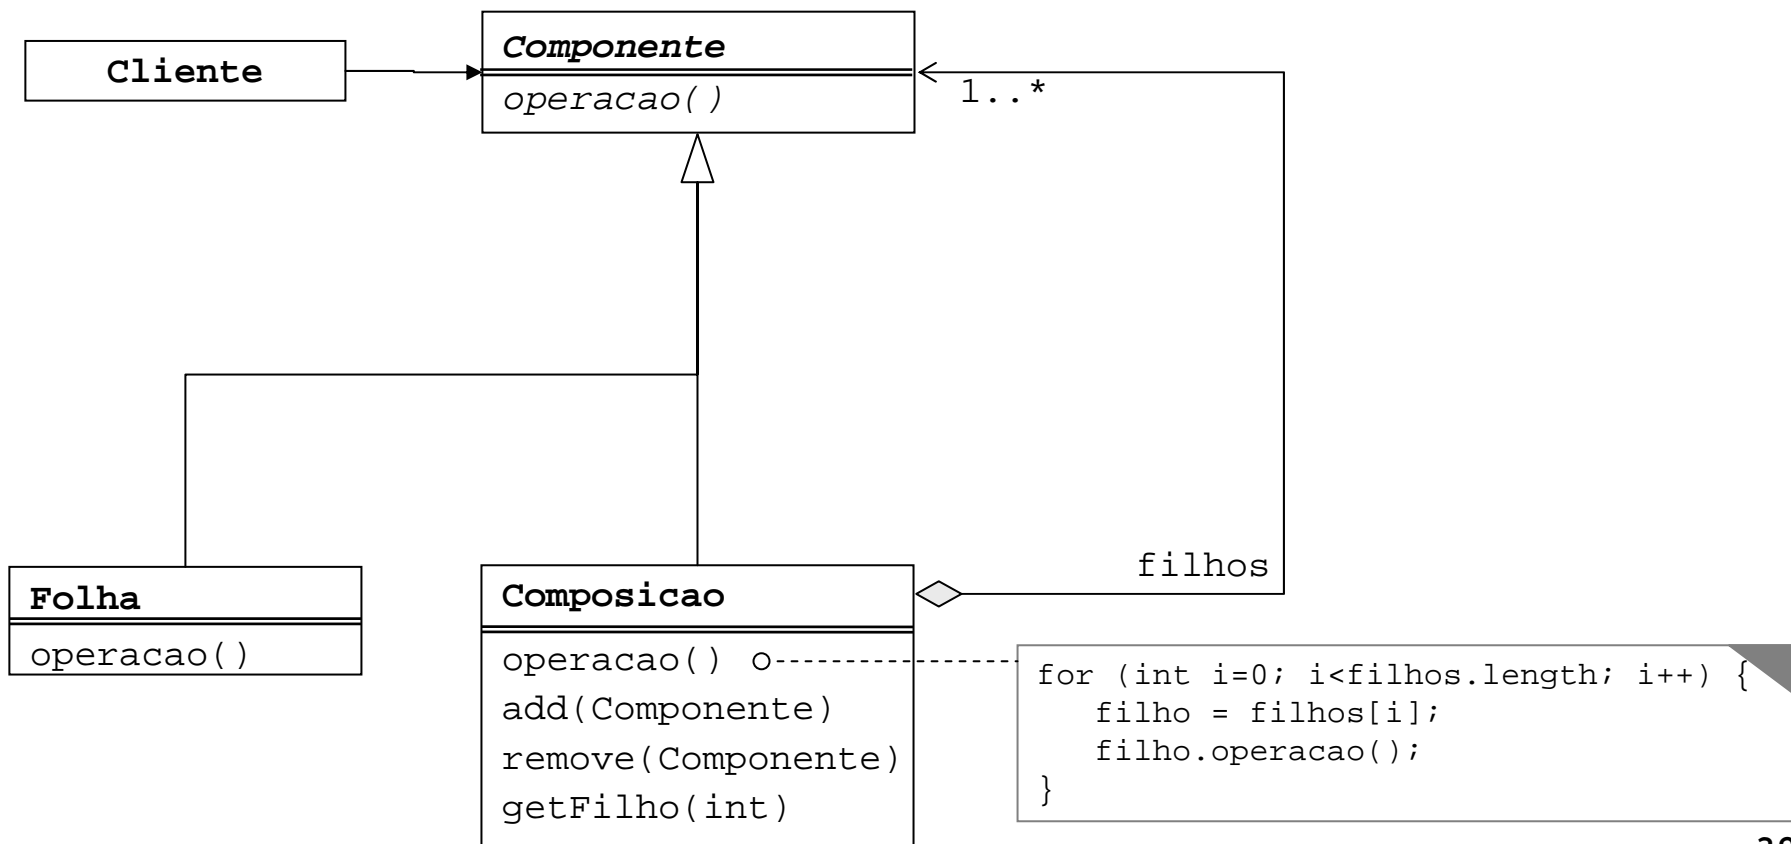 Cliente
Componente
operacao()
1..*
filhos
Folha
operacao()
Composicao
operacao()
add(Componente)
remove(Componente)
getFilho(int)
for (int i=0; i<filhos.length; i++) {
filho = filhos[i];
filho.operacao();
}